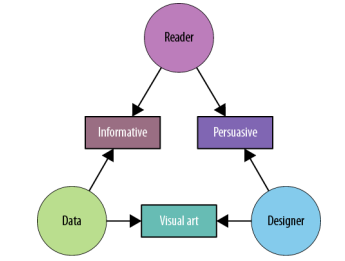 Reader
Informative
Persuasive
Data
Visual art
Designer